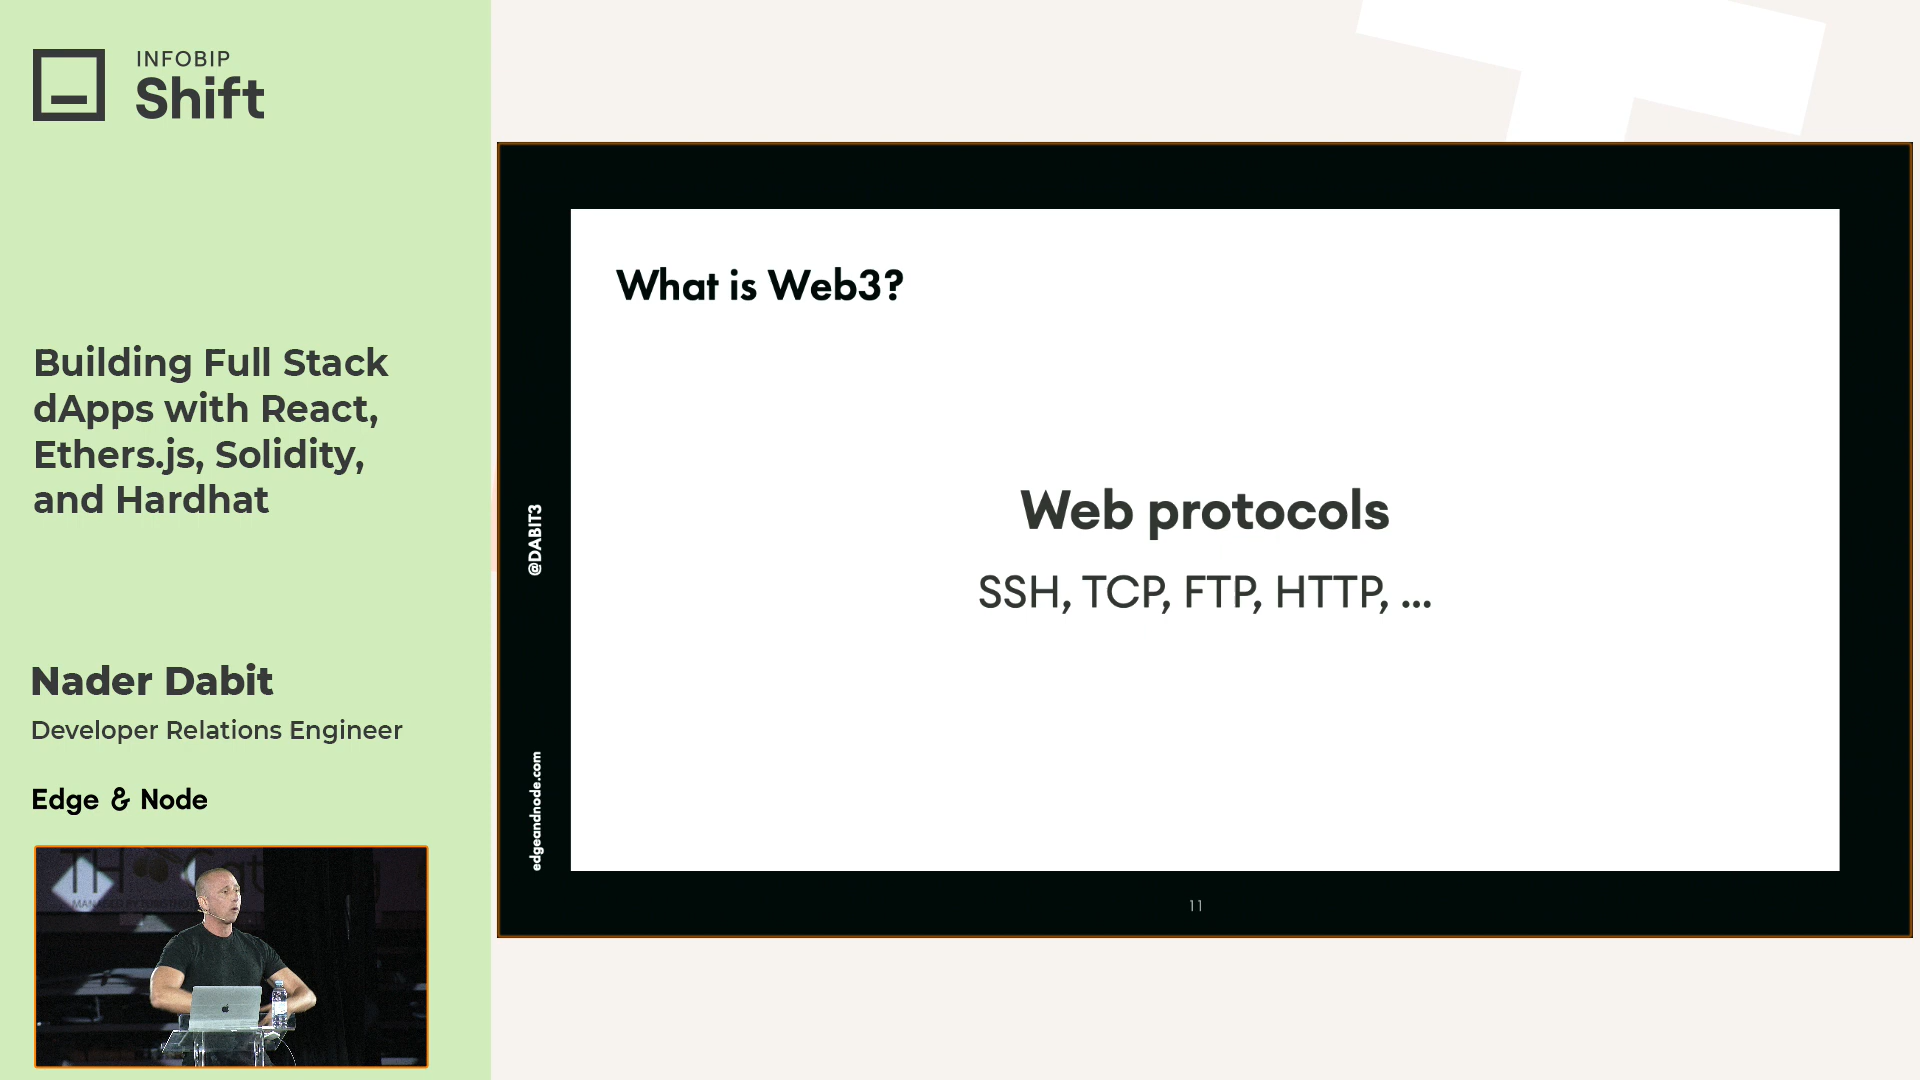 INFOBIP
Shift
Building Full Stack
dApps with React,
Ethers.js, Solidity,
and Hardhat
Nader Dabit
Developer Relations Engineer
Edge & Node
What is Web3?
Web protocols
SSH, TCP, FTP, HTTP, ...
@DABIT3
edgeandnode.com
11